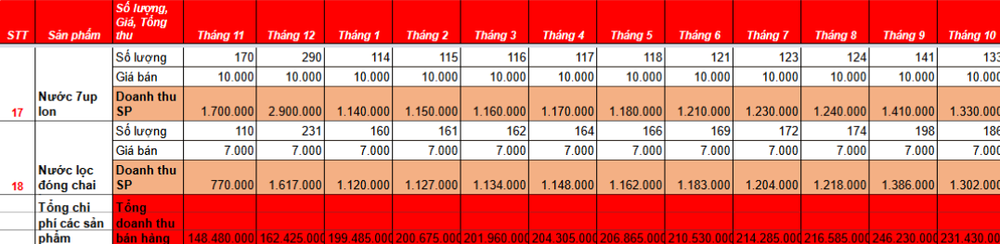 STT Sản phẩm Số lượng, Giá, Tổng thu Tháng 11 Tháng 12 Tháng 1 Tháng 2 Tháng 3 Tháng 4 Tháng 5 Tháng 6 Tháng 7 Tháng 8 Tháng 9 Tháng 10
17 Nước 7up lon
Số lượng 170 290 114 115 116 117 118 121 123 124 141 133
Giá bán 10.000 10.000 10.000 10.000 10.000 10.000 10.000 10.000 10.000 10.000 10.000 10.000
Doanh thu SP 1.700.000 2.900.000 1.140.000 1.150.000 1.160.000 1.170.000 1.180.000 1.210.000 1.230.000 1.240.000 1.410.000 1.330.000
18 Nước lọc đóng chai
Số lượng 110 231 160 161 162 164 166 169 172 174 198 186
Giá bán 7.000 7.000 7.000 7.000 7.000 7.000 7.000 7.000 7.000 7.000 7.000 7.000
Doanh thu SP 770.000 1.617.000 1.120.000 1.127.000 1.134.000 1.148.000 1.162.000 1.183.000 1.204.000 1.218.000 1.386.000 1.302.000
Tổng chi phí các sản phẩm Tổng doanh thu bán hàng 148.480.000 162.425.000 199.485.000 200.675.000 201.960.000 204.305.000 206.865.000 210.530.000 214.285.000 216.585.000 246.230.000 231.430.00